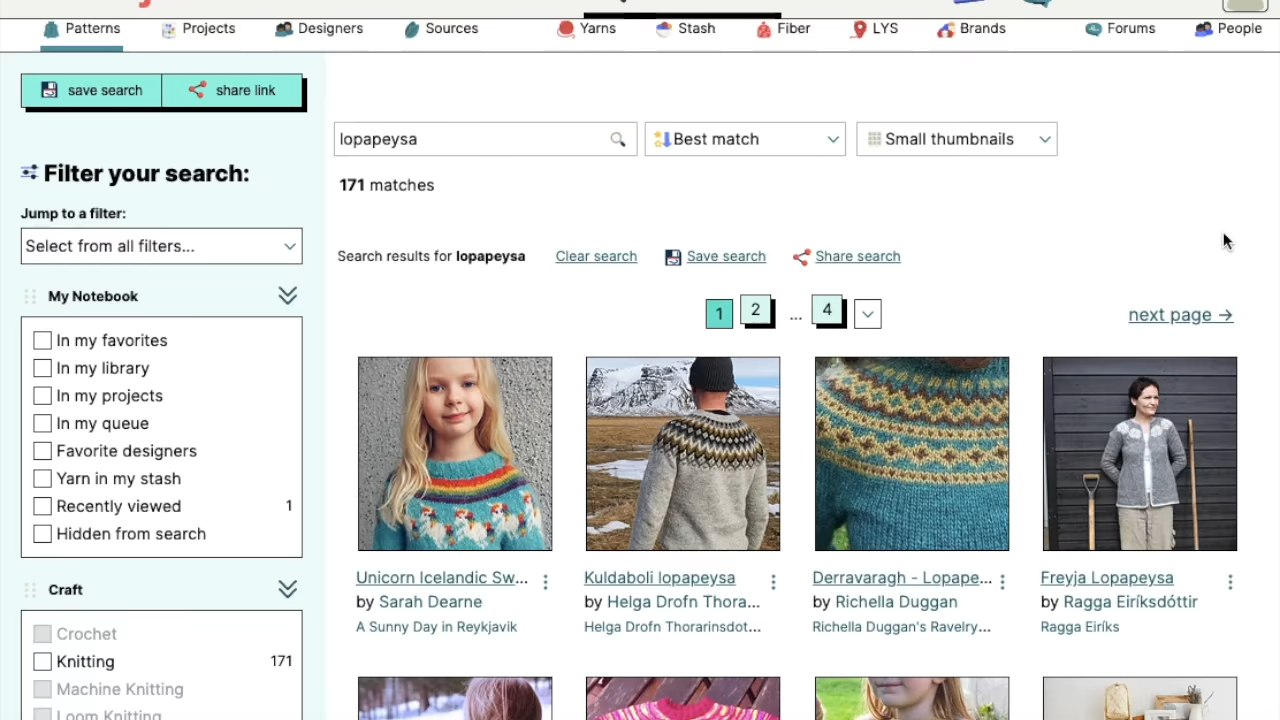 Patterns
Projects
Designers
Sources
Yarns
Stash
Fiber
LYS
Brands
Forums
People
save search
share link
Filter your search:
Jump to a filter:
Select from all filters...
My Notebook
In my favorites
In my library
In my projects
In my queue
Favorite designers
Yarn in my stash
Recently viewed 1
Hidden from search
Craft
Crochet
Knitting 171
Machine Knitting
Loom Knitting
lopapeysa
Best match
Small thumbnails
171 matches
Search results for lopapeysa
Clear search
Save search
Share search
1 2 ... 4
next page →
Unicorn Icelandic Sw...
by Sarah Dearne
A Sunny Day in Reykjavik
Kuldaboli lopapeysa
by Helga Drofn Thora...
Helga Drofn Thorarinsdot...
Derravaragh - Lopape...
by Richella Duggan
Richella Duggan's Ravelry...
Freyja Lopapeysa
by Ragga Eiríksdóttir
Ragga Eiríks